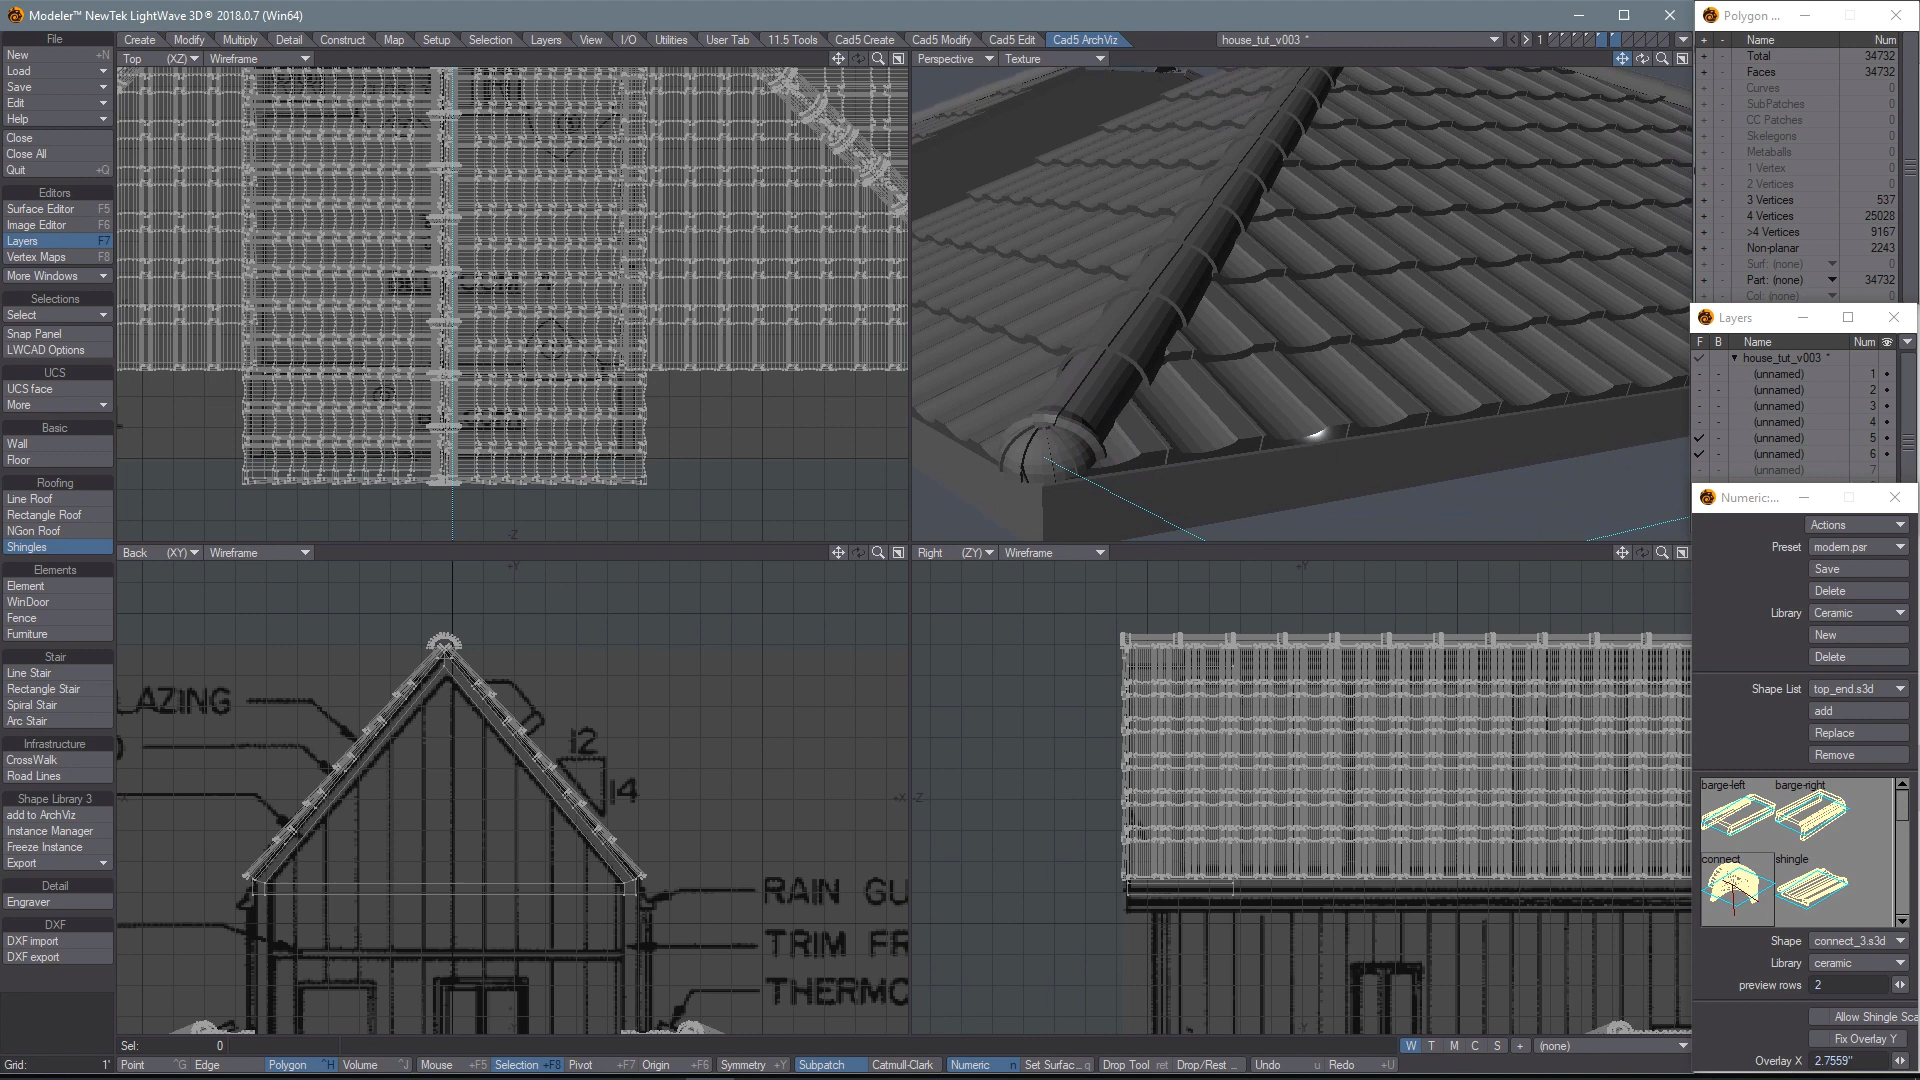 Modeler™ NewTek LightWave 3D® 2018.0.7 (Win64)
File
New +N
Load
Save
Edit
Help
Close
Close All
Quit +Q
Editors
Surface Editor F5
Image Editor F6
Layers F7
Vertex Maps F8
More Windows
Selections
Select
Snap Panel
LWCAD Options
UCS
UCS face
More
Basic
Wall
Floor
Roofing
Line Roof
Rectangle Roof
NGon Roof
Shingles
Elements
Element
WinDoor
Fence
Furniture
Stair
Line Stair
Rectangle Stair
Spiral Stair
Arc Stair
Infrastructure
CrossWalk
Road Lines
Shape Library 3
add to ArchViz
Instance Manager
Freeze Instance
Export
Detail
Engraver
DXF
DXF import
DXF export
Grid: 1'
Create Modify Multiply Detail Construct Map Setup Selection Layers View I/O Utilities User Tab 11.5 Tools Cad5 Create Cad5 Modify Cad5 Edit Cad5 ArchViz house_tut_v003 * 1
Top (XZ) Wireframe
-Z
Perspective Texture
Back (XY) Wireframe
+Y
LAZING
12
14
RAIN GU
TRIM FR
THERMO
+X
Right (ZY) Wireframe
+Y
-Z
Sel: 0
W T M C S + (none)
Point ^G Edge Polygon ^H Volume ^J Mouse +F5 Selection +F8 Pivot +F7 Origin +F6 Symmetry +Y Subpatch Catmull-Clark Numeric n Set Surfac... q Drop Tool ret Drop/Rest ... Undo u Redo +U
Polygon ...
+ - Name Num
+ - Total 34732
+ - Faces 34732
+ - Curves 0
+ - SubPatches 0
+ - CC Patches 0
+ - Skelegons 0
+ - Metaballs 0
+ - 1 Vertex 0
+ - 2 Vertices 0
+ - 3 Vertices 537
+ - 4 Vertices 25028
+ - >4 Vertices 9167
+ - Non-planar 2243
+ - Surf: (none) 0
+ - Part: (none) 34732
+ - Col: (none) 0
Layers
F B Name Num
house_tut_v003 *
(unnamed) 1
(unnamed) 2
(unnamed) 3
(unnamed) 4
(unnamed) 5
(unnamed) 6
(unnamed) 7
Numeric:...
Actions
Preset modern.psr
Save
Delete
Library Ceramic
New
Delete
Shape List top_end.s3d
add
Replace
Remove
barge-left barge-right
connect shingle
Shape connect_3.s3d
Library ceramic
preview rows 2
Allow Shingle Sca
Fix Overlay Y
Overlay X 2.7559"